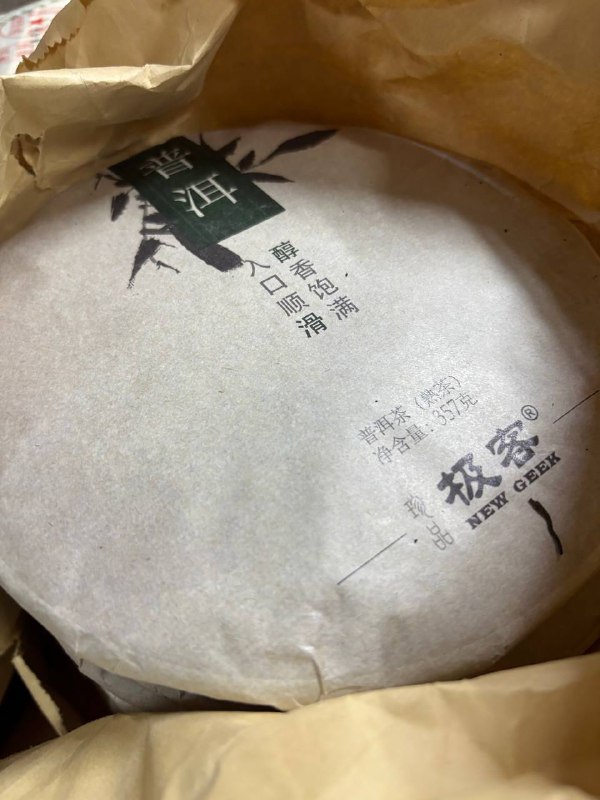 普洱
醇香饱满
入口顺滑
普洱茶（熟茶）
净含量：357克
珍品
极客®
NEW GEEK